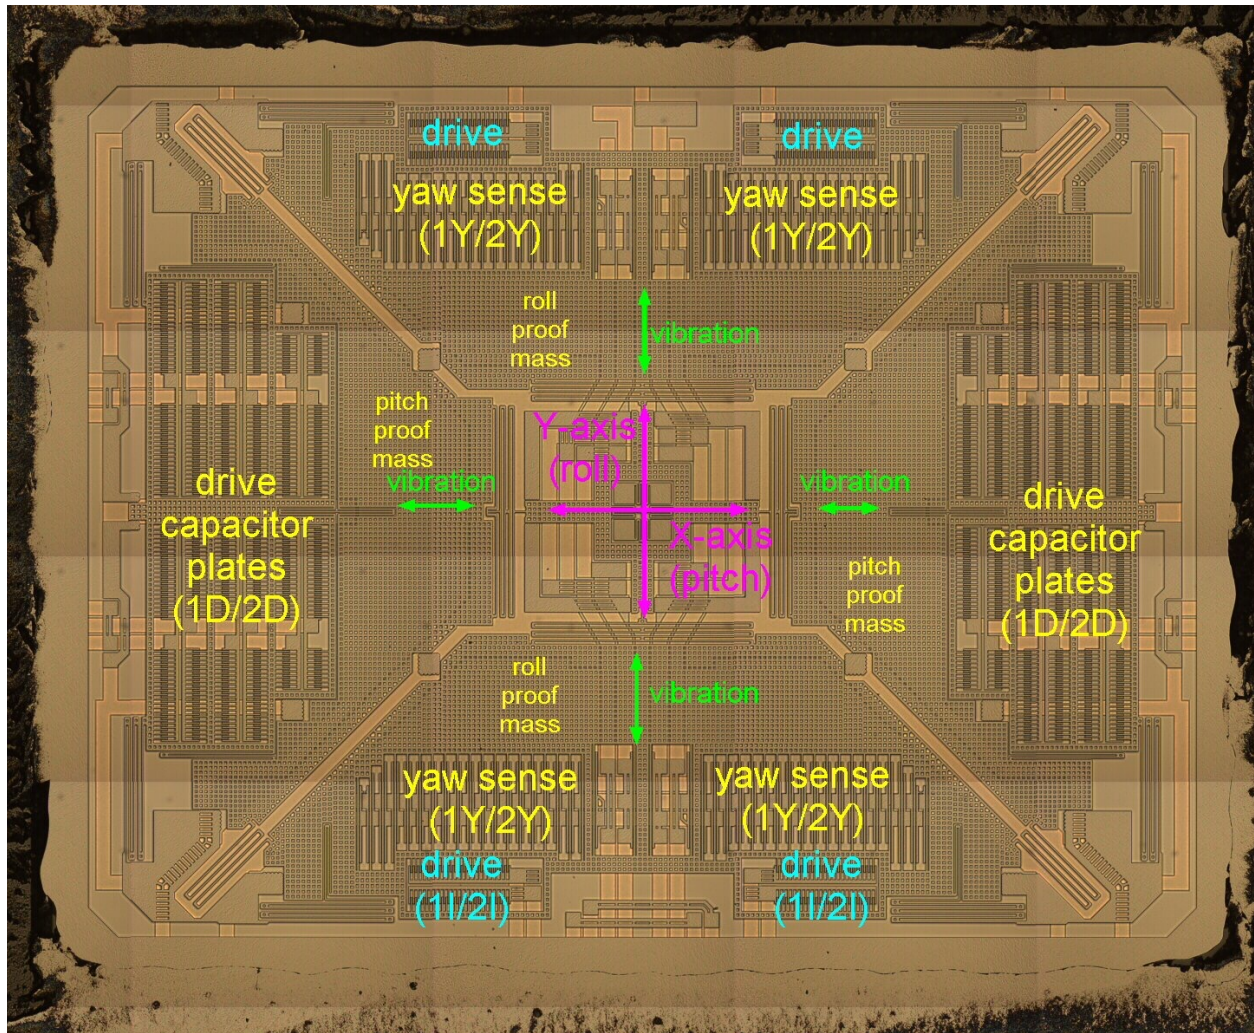 drive
drive
yaw sense
(1Y/2Y)
yaw sense
(1Y/2Y)
roll
proof
mass
vibration
pitch
proof
mass
vibration
Y-axis
(roll)
vibration
X-axis
(pitch)
drive
capacitor
plates
(1D/2D)
drive
capacitor
plates
(1D/2D)
pitch
proof
mass
roll
proof
mass
vibration
yaw sense
(1Y/2Y)
yaw sense
(1Y/2Y)
drive
(1I/2I)
drive
(1I/2I)